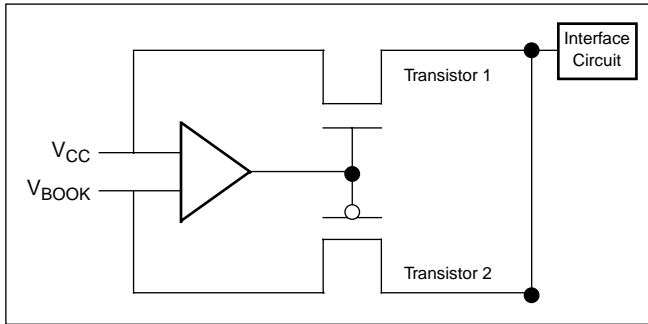 Interface
Circuit
Transistor 1
VCC
VBOOK
Transistor 2